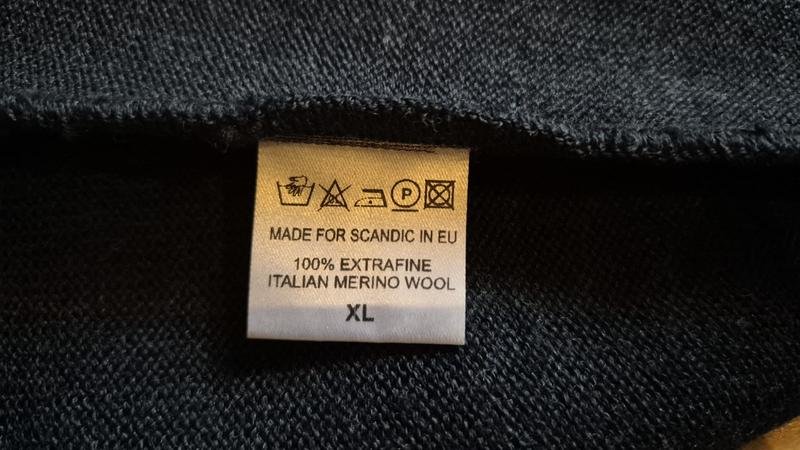 P
MADE FOR SCANDIC IN EU
100% EXTRAFINE
ITALIAN MERINO WOOL
XL